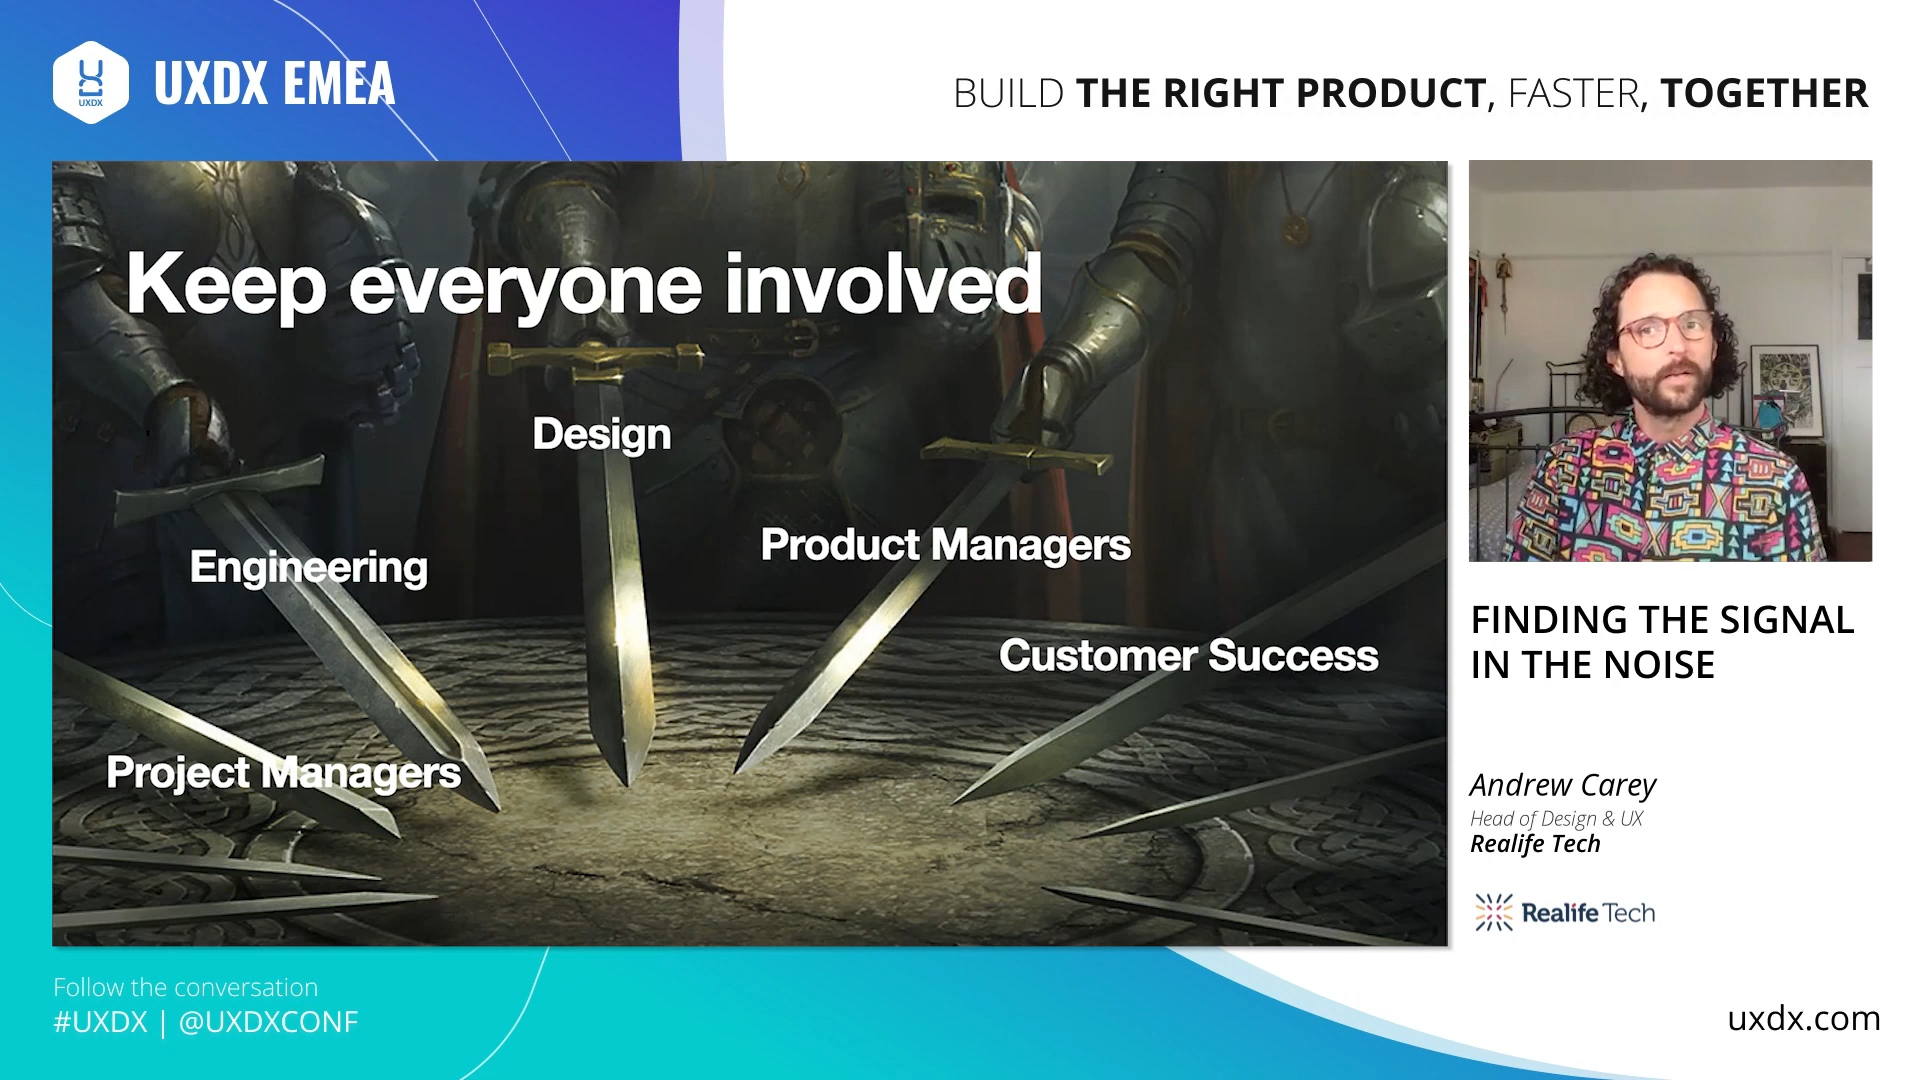 UXDX
UXDX EMEA
BUILD THE RIGHT PRODUCT, FASTER, TOGETHER
Keep everyone involved
Design
Engineering
Product Managers
Customer Success
Project Managers
FINDING THE SIGNAL
IN THE NOISE
Andrew Carey
Head of Design & UX
Realife Tech
Realife Tech
Follow the conversation
#UXDX | @UXDXCONF
uxdx.com